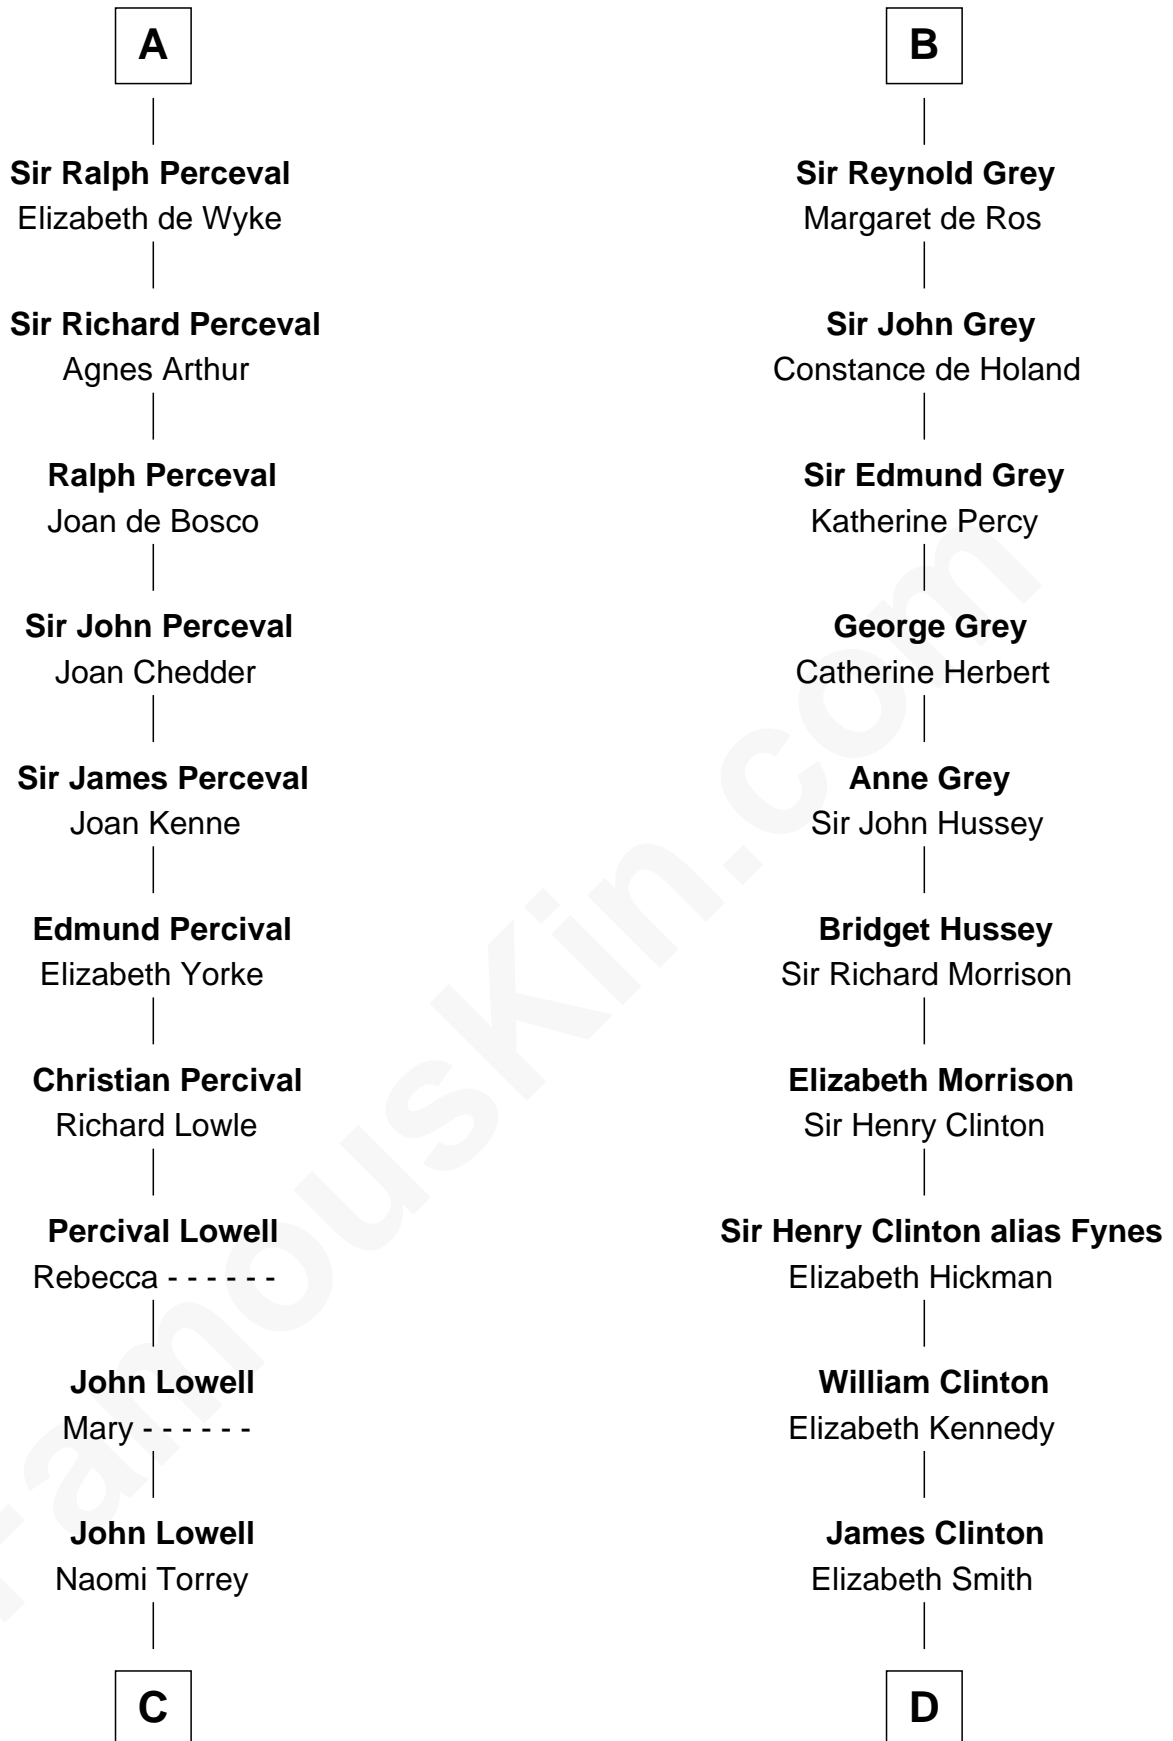 A
Sir Ralph Perceval
Elizabeth de Wyke
Sir Richard Perceval
Agnes Arthur
Ralph Perceval
Joan de Bosco
Sir John Perceval
Joan Chedder
Sir James Perceval
Joan Kenne
Edmund Percival
Elizabeth Yorke
Christian Percival
Richard Lowle
Percival Lowell
Rebecca - - - - - -
John Lowell
Mary - - - - - -
John Lowell
Naomi Torrey
C
B
Sir Reynold Grey
Margaret de Ros
Sir John Grey
Constance de Holand
Sir Edmund Grey
Katherine Percy
George Grey
Catherine Herbert
Anne Grey
Sir John Hussey
Bridget Hussey
Sir Richard Morrison
Elizabeth Morrison
Sir Henry Clinton
Sir Henry Clinton alias Fynes
Elizabeth Hickman
William Clinton
Elizabeth Kennedy
James Clinton
Elizabeth Smith
D
FamousKin.com